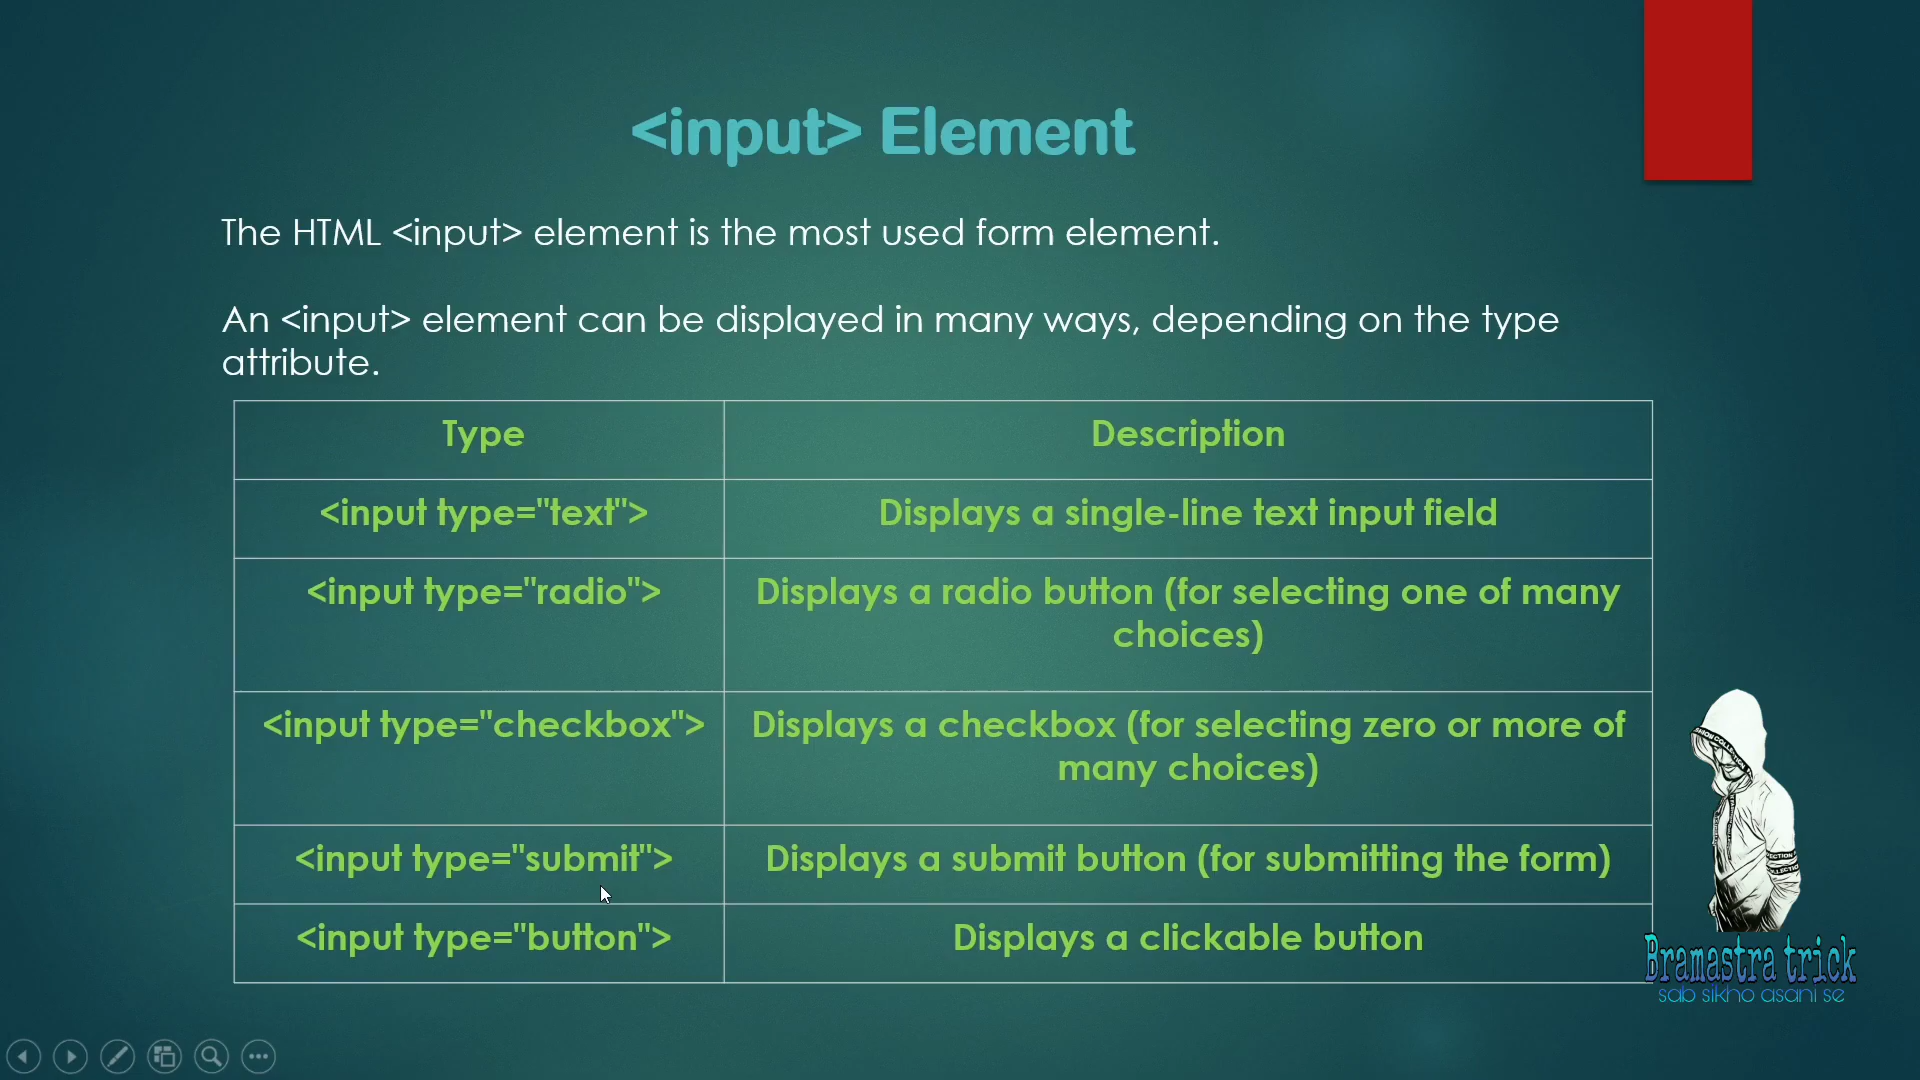 <input> Element
The HTML <input> element is the most used form element.
An <input> element can be displayed in many ways, depending on the type
attribute.
Type
Description
<input type="text">
Displays a single-line text input field
<input type="radio">
Displays a radio button (for selecting one of many
choices)
<input type="checkbox">
Displays a checkbox (for selecting zero or more of
many choices)
<input type="submit">
Displays a submit button (for submitting the form)
<input type="button">
Displays a clickable button
Bramastra trick
sab sikho asani se